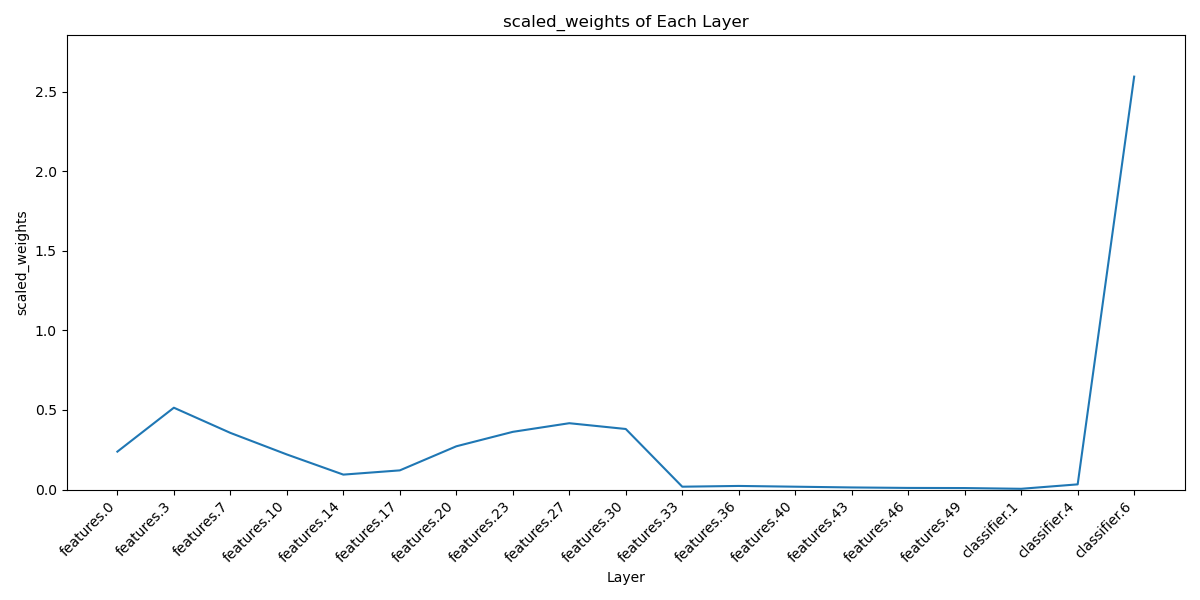 scaled_weights of Each Layer
scaled_weights
2.5
2.0
1.5
1.0
0.5
0.0
features.0
features.3
features.7
features.10
features.14
features.17
features.20
features.23
features.27
features.30
features.33
features.36
features.40
features.43
features.46
features.49
classifier.1
classifier.4
classifier.6
Layer